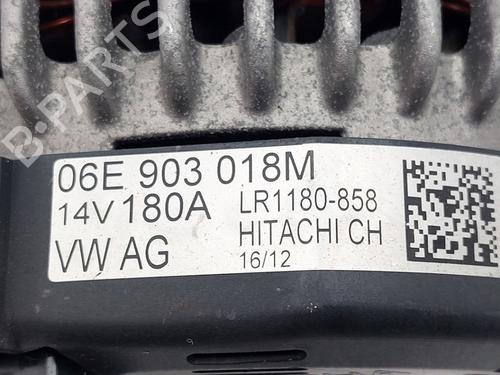 B-PARTS
06E 903 018M
14V 180A LR1180-858
VW AG HITACHI CH
16/12